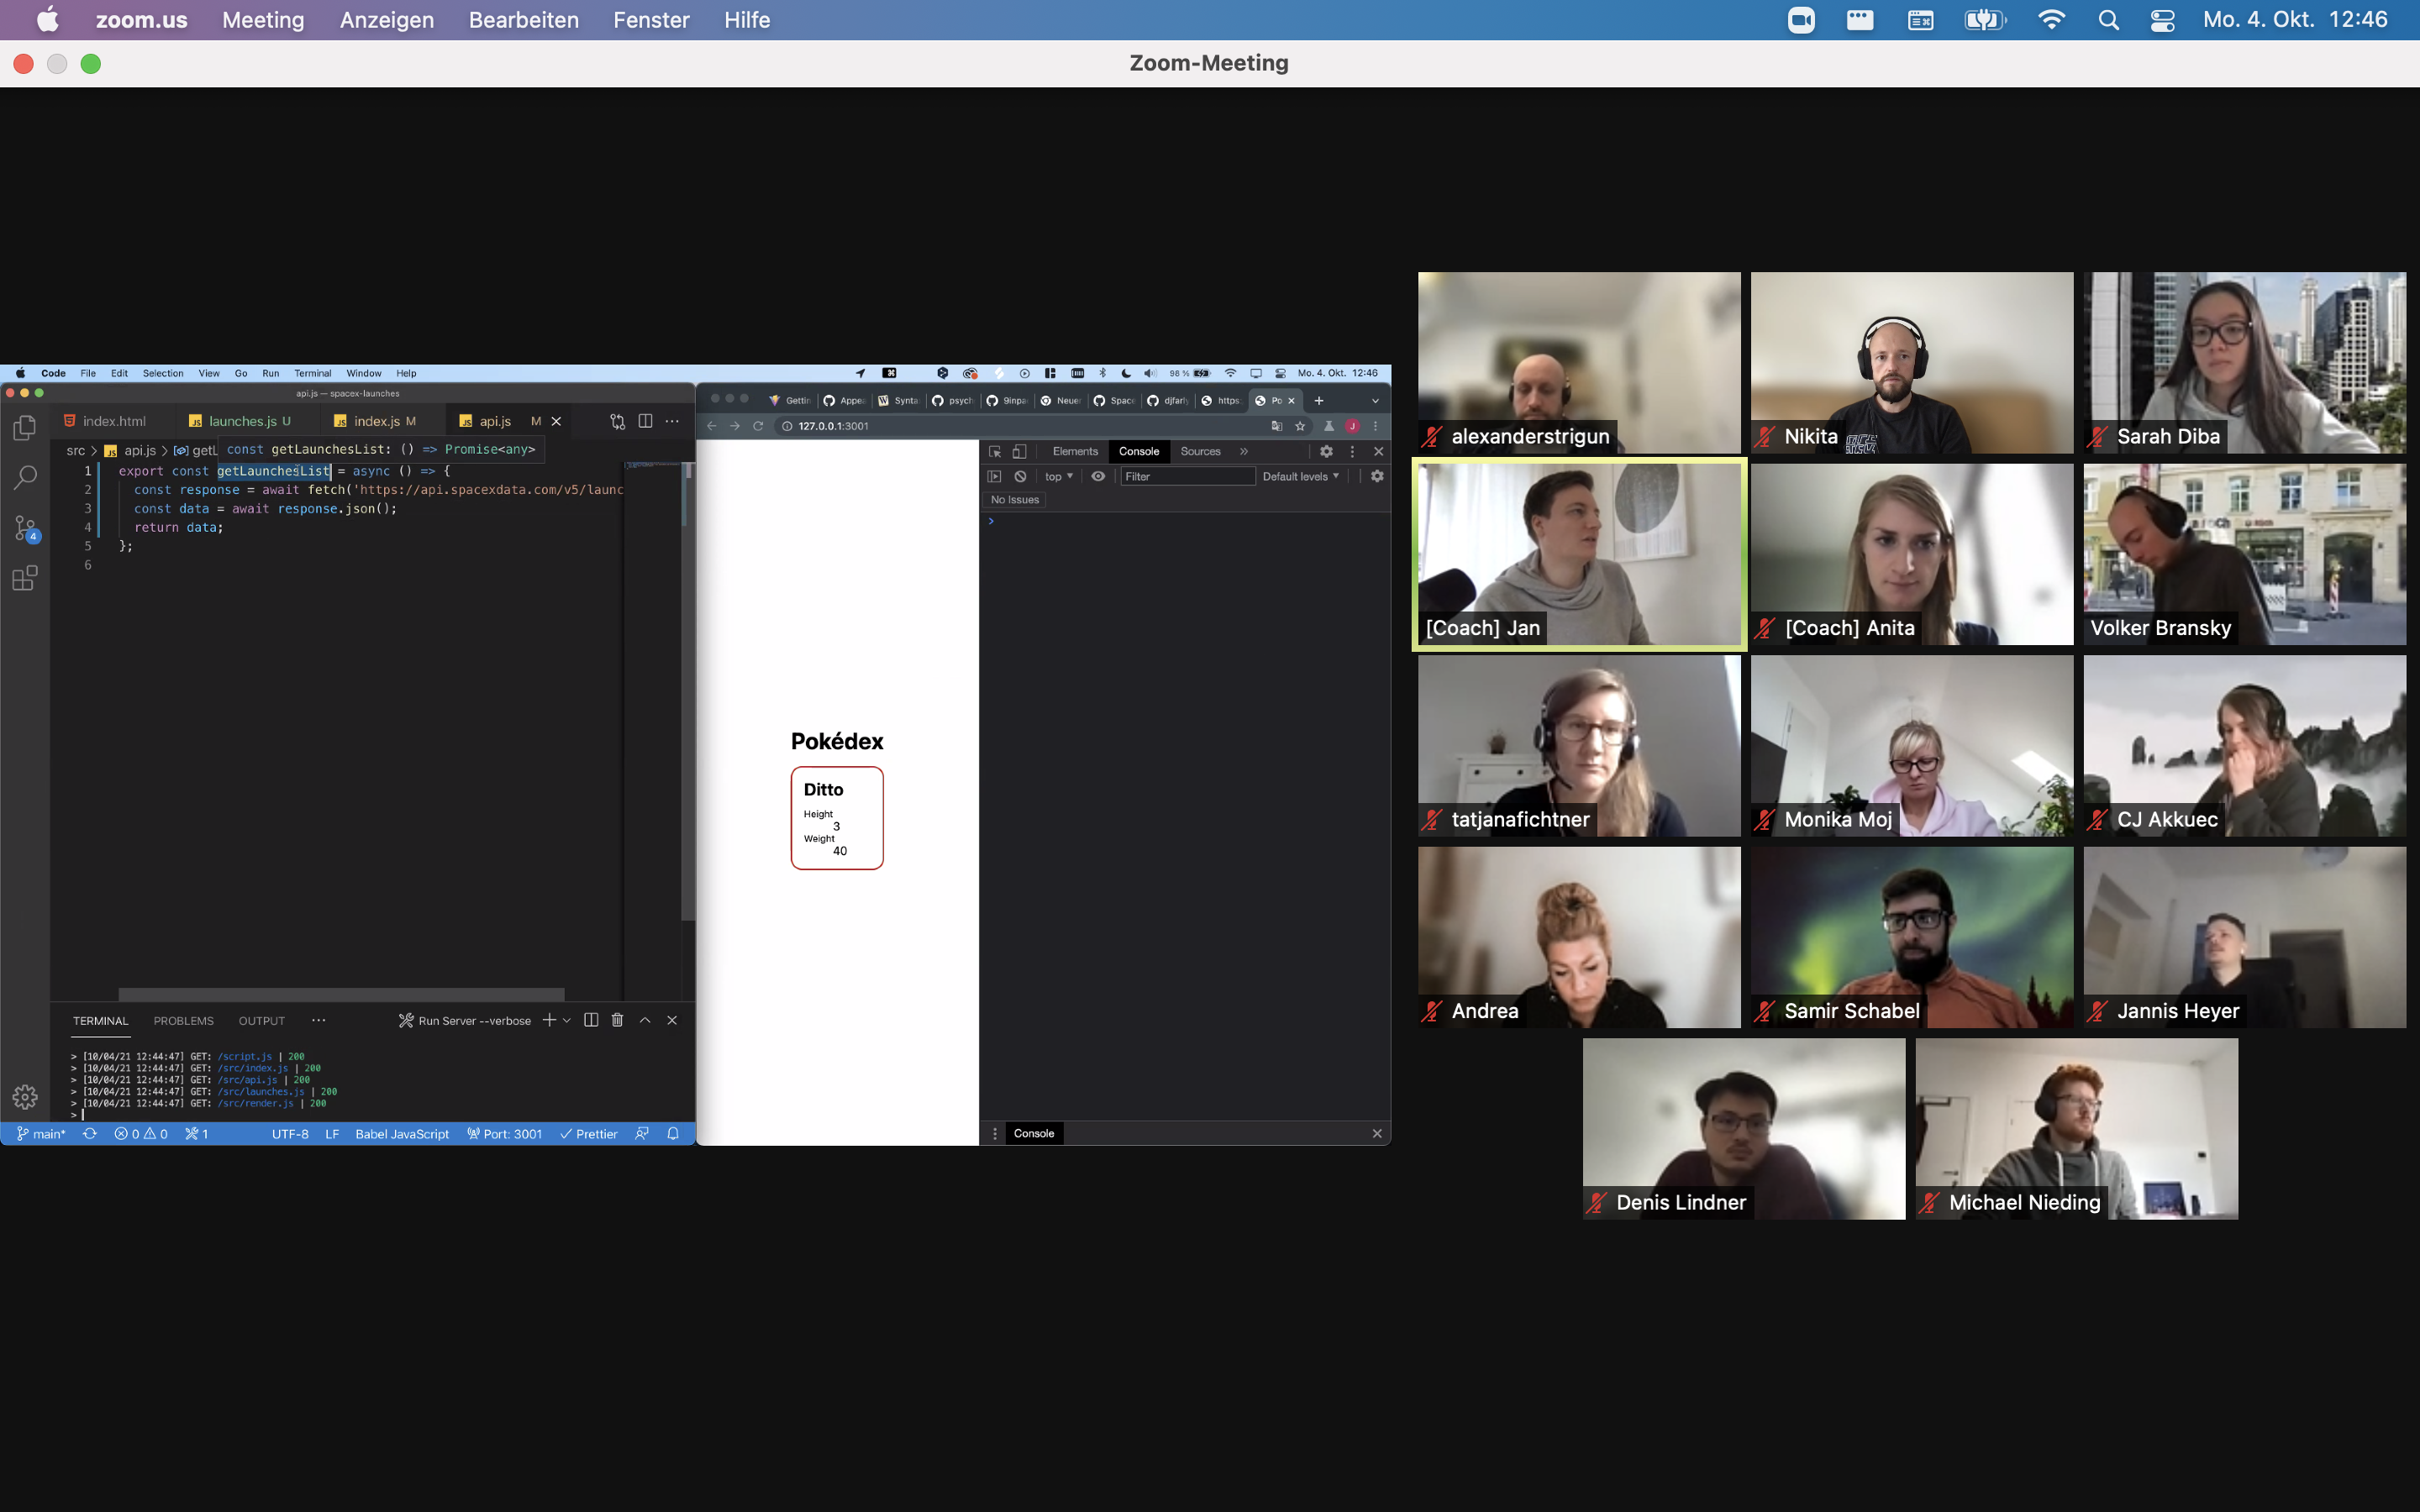 zoom.us Meeting Anzeigen Bearbeiten Fenster Hilfe Mo. 4. Okt. 12:46
Zoom-Meeting
Code File Edit Selection View Go Run Terminal Window Help 98 % Mo. 4. Okt. 12:46
api.js — spacex-launches
index.html launches.js U index.js M api.js M
src > api.js > getL
const getLaunchesList: () => Promise<any>
1 export const getLaunchesList = async () => {
2 const response = await fetch('https://api.spacexdata.com/v5/launc
3 const data = await response.json();
4 return data;
5 };
6
4
TERMINAL PROBLEMS OUTPUT ··· Run Server --verbose
> [10/04/21 12:44:47] GET: /script.js | 200
> [10/04/21 12:44:47] GET: /src/index.js | 200
> [10/04/21 12:44:47] GET: /src/api.js | 200
> [10/04/21 12:44:47] GET: /src/launches.js | 200
> [10/04/21 12:44:47] GET: /src/render.js | 200
>
main* 0 0 1 UTF-8 LF Babel JavaScript Port: 3001 Prettier
Gettin Appea Synta psych 9inpa Neuer Space djfarly https: Po
127.0.0.1:3001 J
Elements Console Sources »
top Filter Default levels
No Issues
>
Pokédex
Ditto
Height
3
Weight
40
Console
alexanderstrigun
Nikita
Sarah Diba
[Coach] Jan
[Coach] Anita
Volker Bransky
tatjanafichtner
Monika Moj
CJ Akkuec
Andrea
Samir Schabel
Jannis Heyer
Denis Lindner
Michael Nieding